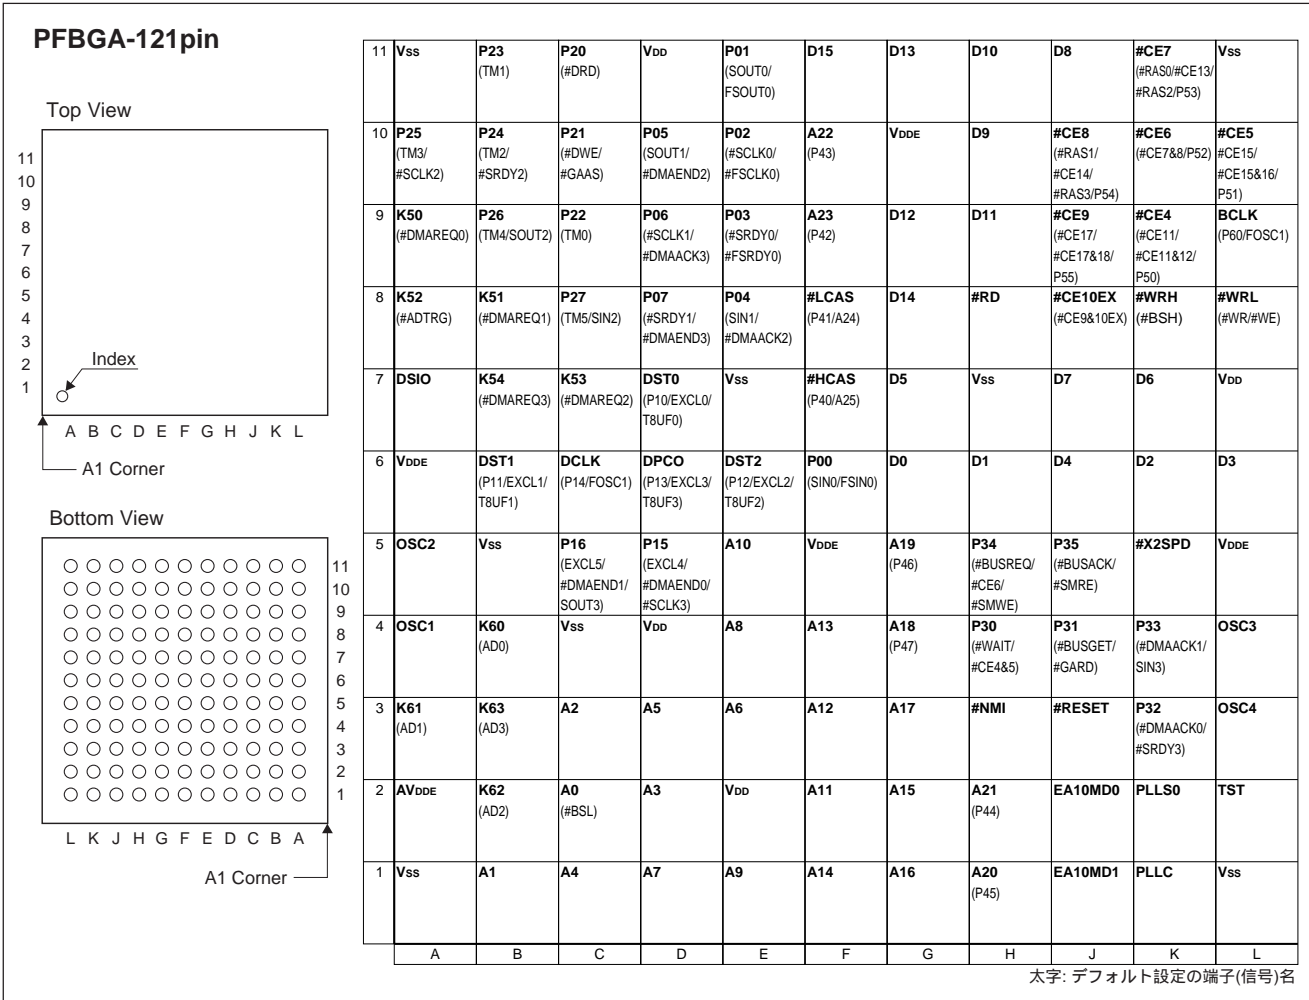 PFBGA-121pin
Top View
11
10
9
8
7
6
5
4
3
2
1
Index
A B C D E F G H J K L
A1 Corner
Bottom View
11
10
9
8
7
6
5
4
3
2
1
L K J H G F E D C B A
A1 Corner
11 Vss P23 P20 VDD P01 D15 D13 D10 D8 #CE7 Vss
(TM1) (#DRD) (SOUT0/ (#RAS0/#CE13/
FSOUT0) #RAS2/P53)
10 P25 P24 P21 P05 P02 A22 VDDE D9 #CE8 #CE6 #CE5
(TM3/ (TM2/ (#DWE/ (SOUT1/ (#SCLK0/ (P43) (#RAS1/ (#CE7&8/P52) (#CE15/
#SCLK2) #SRDY2) #GAAS) #DMAEND2) #FSCLK0) #CE14/ #CE15&16/
#RAS3/P54) P51)
9 K50 P26 P22 P06 P03 A23 D12 D11 #CE9 #CE4 BCLK
(#DMAREQ0) (TM4/SOUT2) (TM0) (#SCLK1/ (#SRDY0/ (P42) (#CE17/ (#CE11/ (P60/FOSC1)
#DMAACK3) #FSRDY0) #CE17&18/ #CE11&12/
P55) P50)
8 K52 K51 P27 P07 P04 #LCAS D14 #RD #CE10EX #WRH #WRL
(#ADTRG) (#DMAREQ1) (TM5/SIN2) (#SRDY1/ (SIN1/ (P41/A24) (#CE9&10EX) (#BSH) (#WR/#WE)
#DMAEND3) #DMAACK2)
7 DSIO K54 K53 DST0 Vss #HCAS D5 Vss D7 D6 VDD
(#DMAREQ3) (#DMAREQ2) (P10/EXCL0/ (P40/A25)
T8UF0)
6 VDDE DST1 DCLK DPCO DST2 P00 D0 D1 D4 D2 D3
(P11/EXCL1/ (P14/FOSC1) (P13/EXCL3/ (P12/EXCL2/ (SIN0/FSIN0)
T8UF1) T8UF3) T8UF2)
5 OSC2 Vss P16 P15 A10 VDDE A19 P34 P35 #X2SPD VDDE
(EXCL5/ (EXCL4/ (P46) (#BUSREQ/ (#BUSACK/
#DMAEND1/ #DMAEND0/ #CE6/ #SMRE)
SOUT3) #SCLK3) #SMWE)
4 OSC1 K60 Vss VDD A8 A13 A18 P30 P31 P33 OSC3
(AD0) (P47) (#WAIT/ (#BUSGET/ (#DMAACK1/
#CE4&5) #GARD) SIN3)
3 K61 K63 A2 A5 A6 A12 A17 #NMI #RESET P32 OSC4
(AD1) (AD3) (#DMAACK0/
#SRDY3)
2 AVDDE K62 A0 A3 VDD A11 A15 A21 EA10MD0 PLLS0 TST
(AD2) (#BSL) (P44)
1 Vss A1 A4 A7 A9 A14 A16 A20 EA10MD1 PLLC Vss
(P45)
A B C D E F G H J K L
太字: デフォルト設定の端子(信号)名